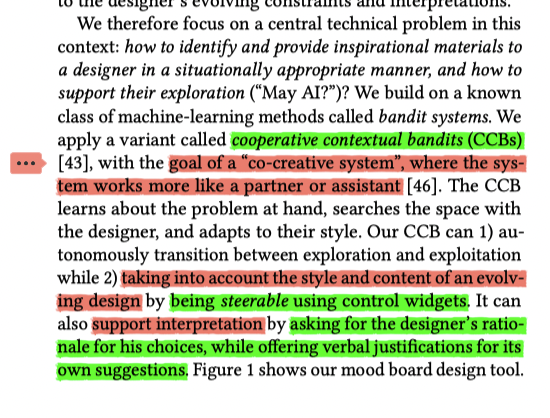 to the designer's evolving constraints and interpretations.
We therefore focus on a central technical problem in this
context: how to identify and provide inspirational materials to
a designer in a situationally appropriate manner, and how to
support their exploration (“May AI?”)? We build on a known
class of machine-learning methods called bandit systems. We
apply a variant called cooperative contextual bandits (CCBs)
[43], with the goal of a “co-creative system”, where the sys-
tem works more like a partner or assistant [46]. The CCB
learns about the problem at hand, searches the space with
the designer, and adapts to their style. Our CCB can 1) au-
tonomously transition between exploration and exploitation
while 2) taking into account the style and content of an evolv-
ing design by being steerable using control widgets. It can
also support interpretation by asking for the designer's ratio-
nale for his choices, while offering verbal justifications for its
own suggestions. Figure 1 shows our mood board design tool.